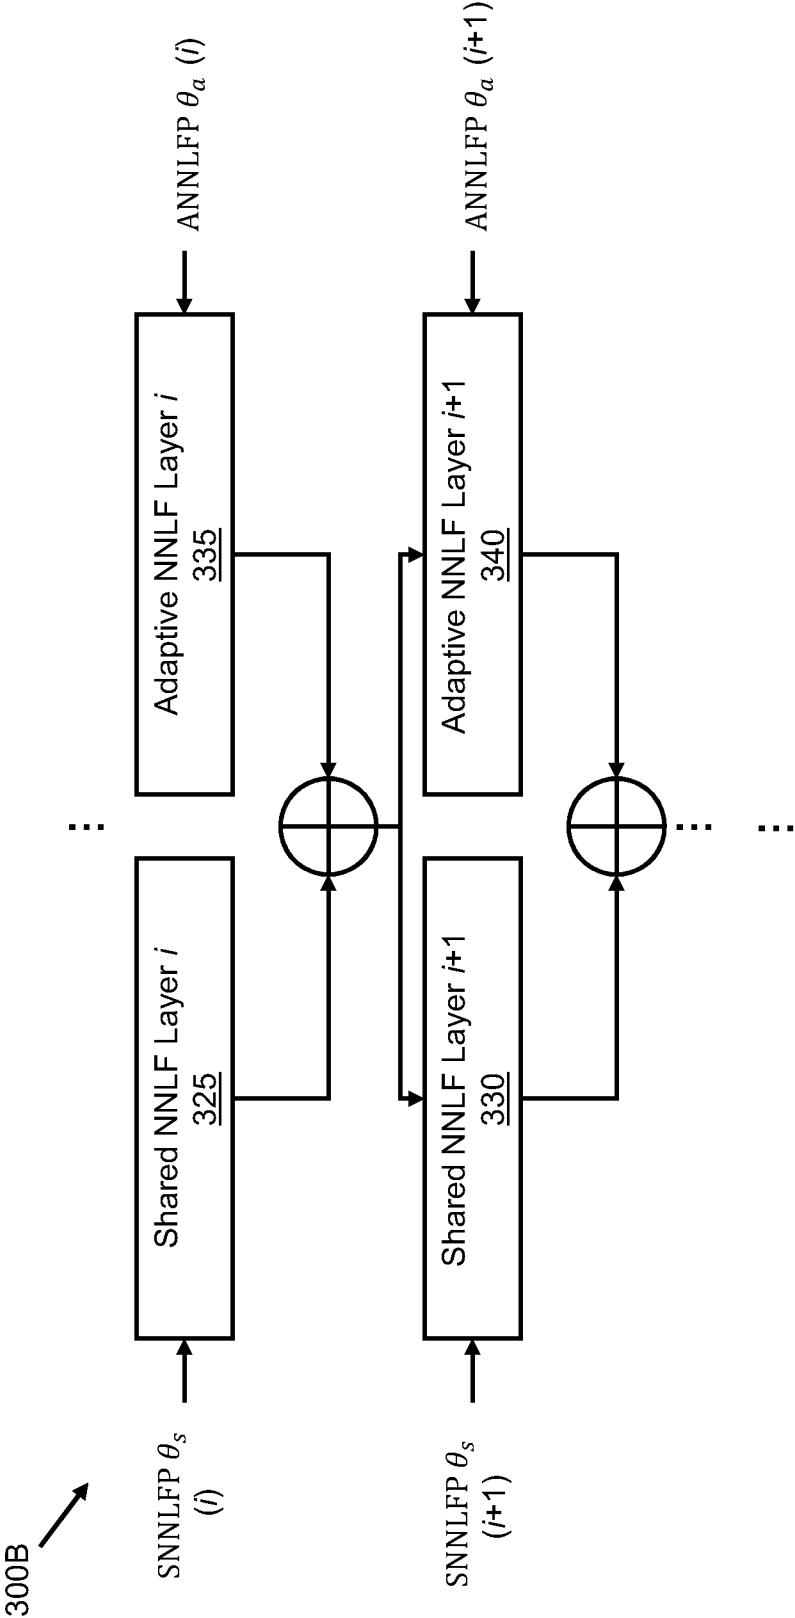 300B
SNNLFP θs
(i)
Shared NNLF Layer i
325
...
Adaptive NNLF Layer i
335
ANNLFP θa (i)
SNNLFP θs
(i+1)
Shared NNLF Layer i+1
330
Adaptive NNLF Layer i+1
340
ANNLFP θa (i+1)
...
...